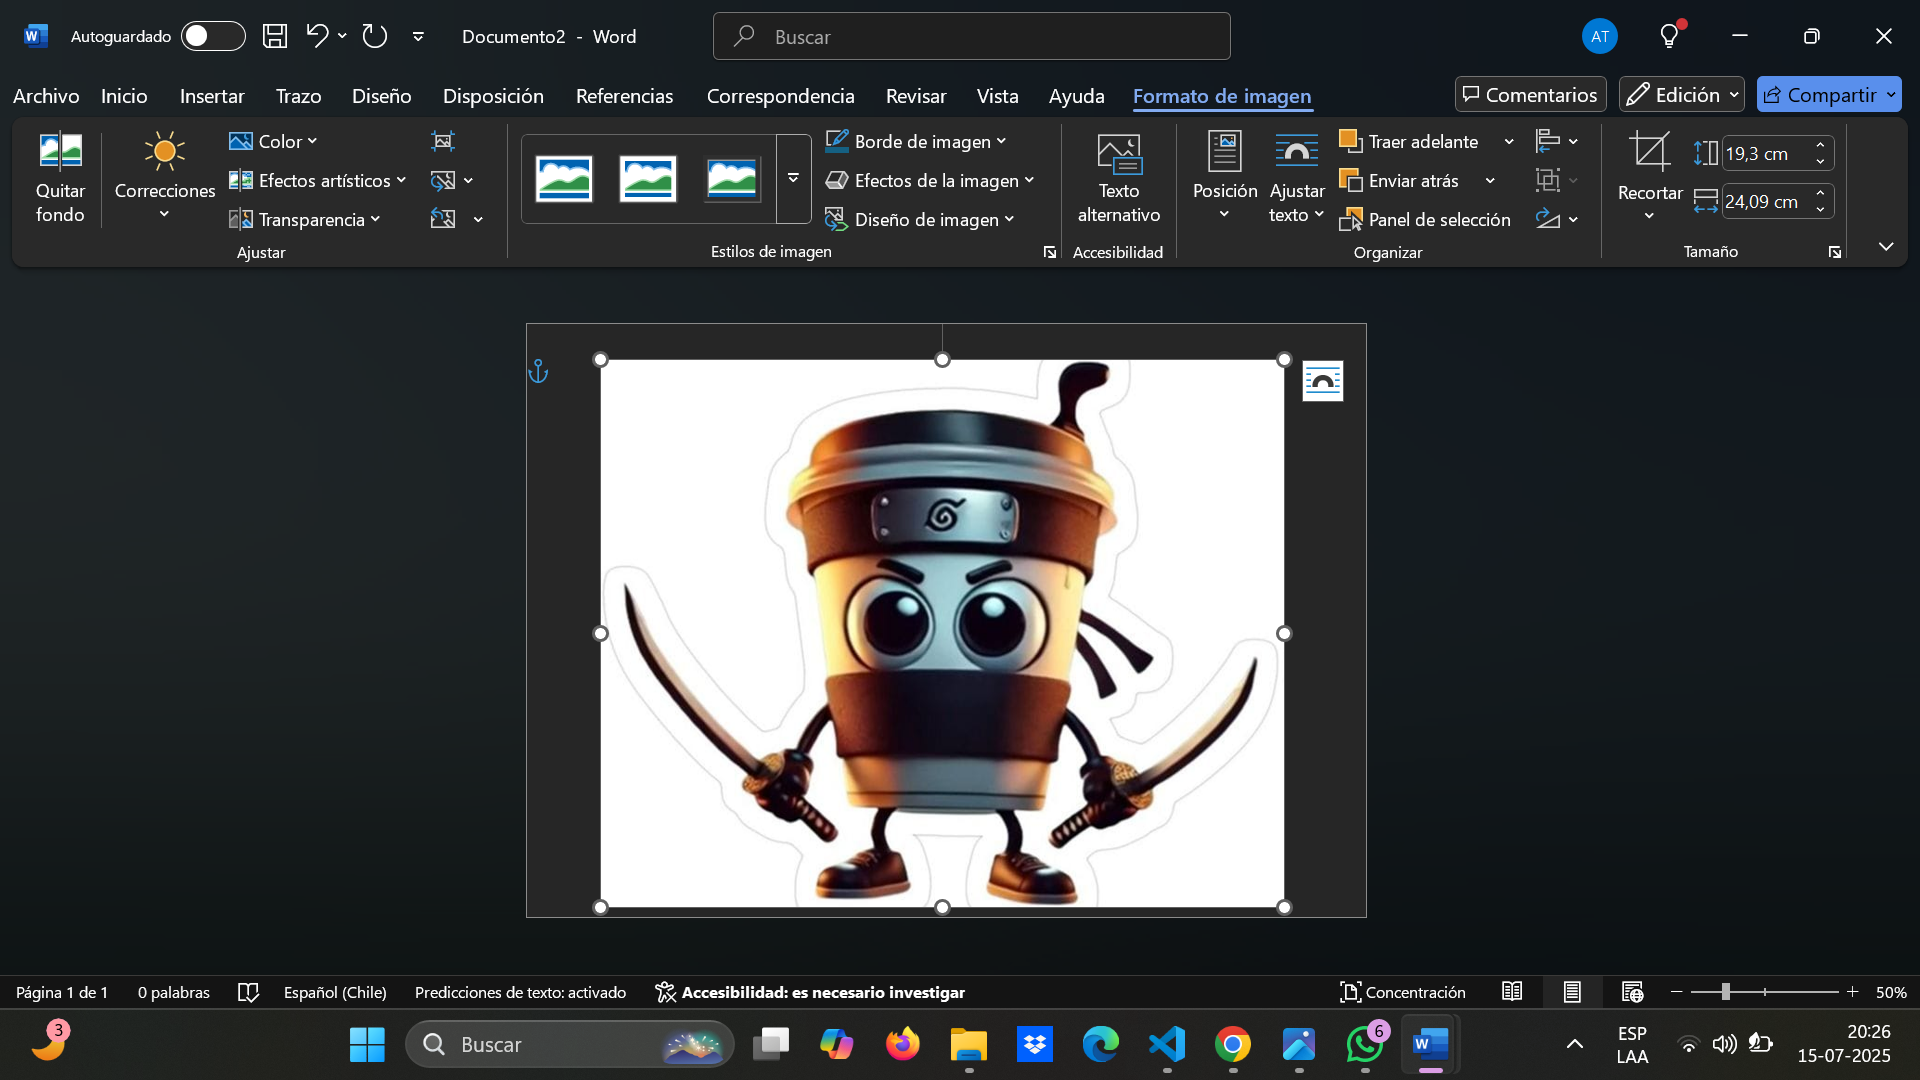 Autoguardado
Documento2 - Word
Buscar
AT
Archivo Inicio Insertar Trazo Diseño Disposición Referencias Correspondencia Revisar Vista Ayuda Formato de imagen
Comentarios Edición Compartir
Quitar fondo
Correcciones
Color
Efectos artísticos
Transparencia
Ajustar
Estilos de imagen
Borde de imagen
Efectos de la imagen
Diseño de imagen
Texto alternativo
Accesibilidad
Posición
Ajustar texto
Traer adelante
Enviar atrás
Panel de selección
Organizar
Recortar
19,3 cm
24,09 cm
Tamaño
Página 1 de 1 0 palabras Español (Chile) Predicciones de texto: activado Accesibilidad: es necesario investigar
Concentración 50%
3
Buscar
6
ESP
LAA
20:26
15-07-2025